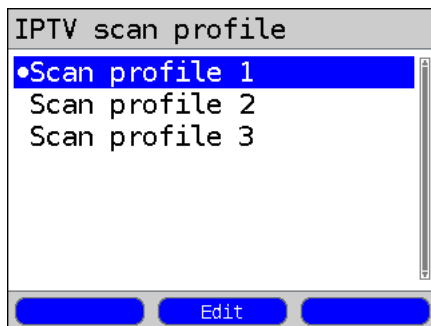 IPTV scan profile
•Scan profile 1
Scan profile 2
Scan profile 3
Edit